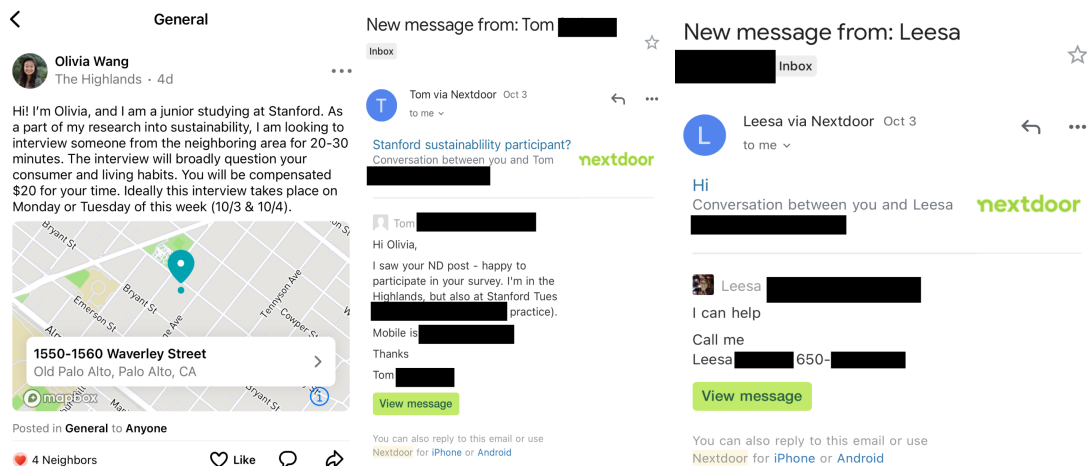 General
Olivia Wang
The Highlands · 4d
Hi! I'm Olivia, and I am a junior studying at Stanford. As
a part of my research into sustainability, I am looking to
interview someone from the neighboring area for 20-30
minutes. The interview will broadly question your
consumer and living habits. You will be compensated
$20 for your time. Ideally this interview takes place on
Monday or Tuesday of this week (10/3 & 10/4).
Bryant St
Bryant St
Emerson St
Tennyson Ave
Cowper S
Bryant St
1550-1560 Waverley Street
Old Palo Alto, Palo Alto, CA
mapbox
Posted in General to Anyone
4 Neighbors
Like
New message from: Tom
Inbox
T
Tom via Nextdoor Oct 3
to me
Stanford sustainablility participant?
Conversation between you and Tom
nextdoor
Tom
Hi Olivia,
I saw your ND post - happy to
participate in your survey. I'm in the
Highlands, but also at Stanford Tues
practice).
Mobile is
Thanks
Tom
View message
You can also reply to this email or use
Nextdoor for iPhone or Android
New message from: Leesa
Inbox
L
Leesa via Nextdoor Oct 3
to me
Hi
Conversation between you and Leesa
nextdoor
Leesa
I can help
Call me
Leesa 650-
View message
You can also reply to this email or use
Nextdoor for iPhone or Android